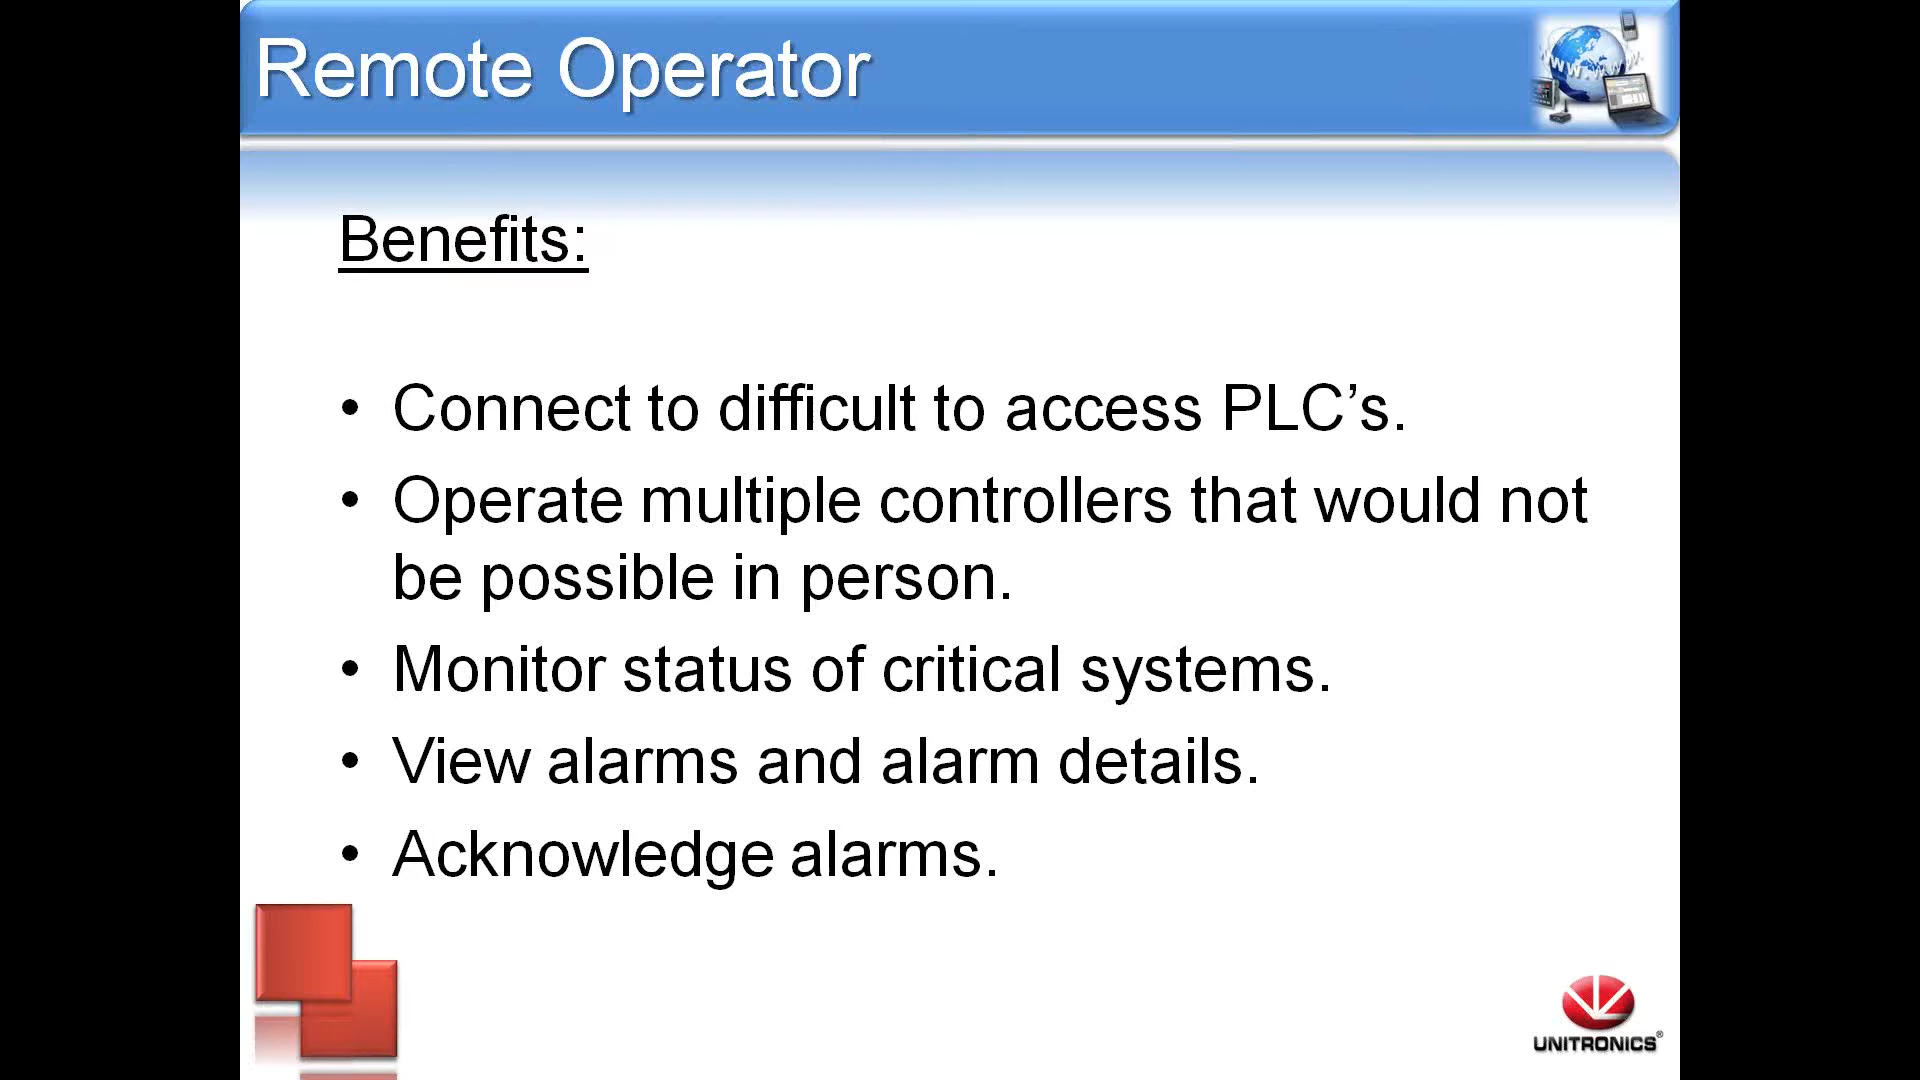 Remote Operator
WWW
Benefits:
• Connect to difficult to access PLC’s.
• Operate multiple controllers that would not
be possible in person.
• Monitor status of critical systems.
• View alarms and alarm details.
• Acknowledge alarms.
UNITRONICS®